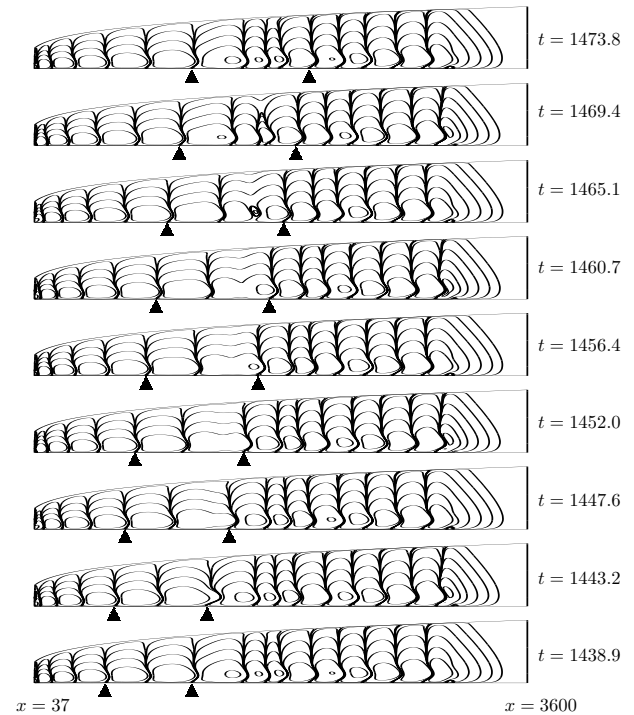 t = 1473.8
t = 1469.4
t = 1465.1
t = 1460.7
t = 1456.4
t = 1452.0
t = 1447.6
t = 1443.2
t = 1438.9
x = 37 x = 3600